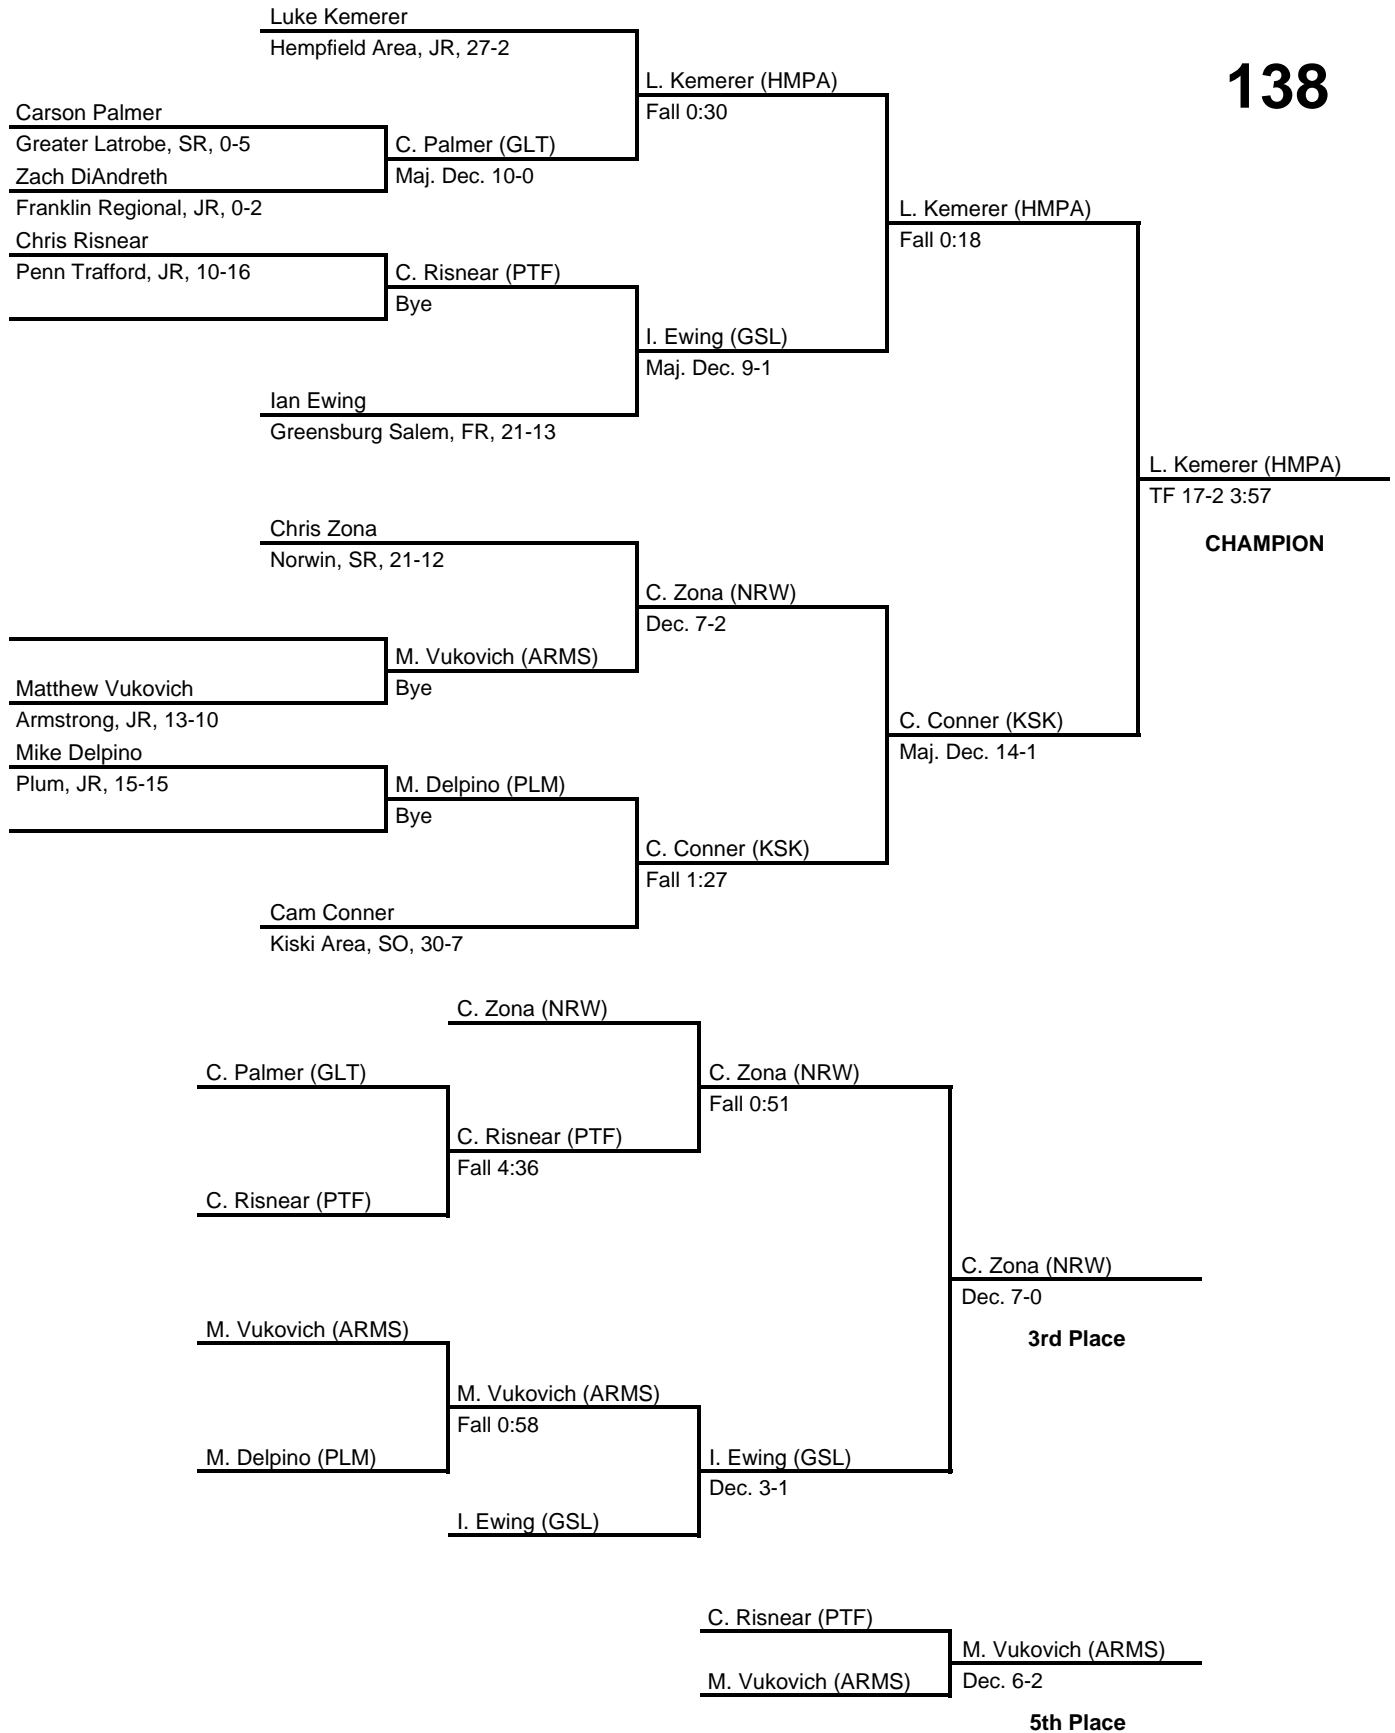 138
Luke Kemerer
Hempfield Area, JR, 27-2
L. Kemerer (HMPA)
Fall 0:30
Carson Palmer
Greater Latrobe, SR, 0-5
C. Palmer (GLT)
Maj. Dec. 10-0
Zach DiAndreth
Franklin Regional, JR, 0-2
L. Kemerer (HMPA)
Fall 0:18
Chris Risnear
Penn Trafford, JR, 10-16
C. Risnear (PTF)
Bye
I. Ewing (GSL)
Maj. Dec. 9-1
Ian Ewing
Greensburg Salem, FR, 21-13
L. Kemerer (HMPA)
TF 17-2 3:57
CHAMPION
Chris Zona
Norwin, SR, 21-12
C. Zona (NRW)
Dec. 7-2
M. Vukovich (ARMS)
Bye
Matthew Vukovich
Armstrong, JR, 13-10
C. Conner (KSK)
Maj. Dec. 14-1
Mike Delpino
Plum, JR, 15-15
M. Delpino (PLM)
Bye
C. Conner (KSK)
Fall 1:27
Cam Conner
Kiski Area, SO, 30-7
C. Zona (NRW)
C. Palmer (GLT)
C. Zona (NRW)
Fall 0:51
C. Risnear (PTF)
Fall 4:36
C. Risnear (PTF)
C. Zona (NRW)
Dec. 7-0
3rd Place
M. Vukovich (ARMS)
M. Vukovich (ARMS)
Fall 0:58
M. Delpino (PLM)
I. Ewing (GSL)
Dec. 3-1
I. Ewing (GSL)
C. Risnear (PTF)
M. Vukovich (ARMS)
Dec. 6-2
M. Vukovich (ARMS)
5th Place